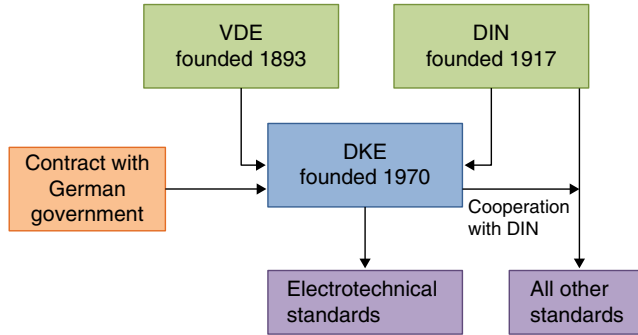 VDE
founded 1893
DIN
founded 1917
Contract with
German
government
DKE
founded 1970
Cooperation
with DIN
Electrotechnical
standards
All other
standards